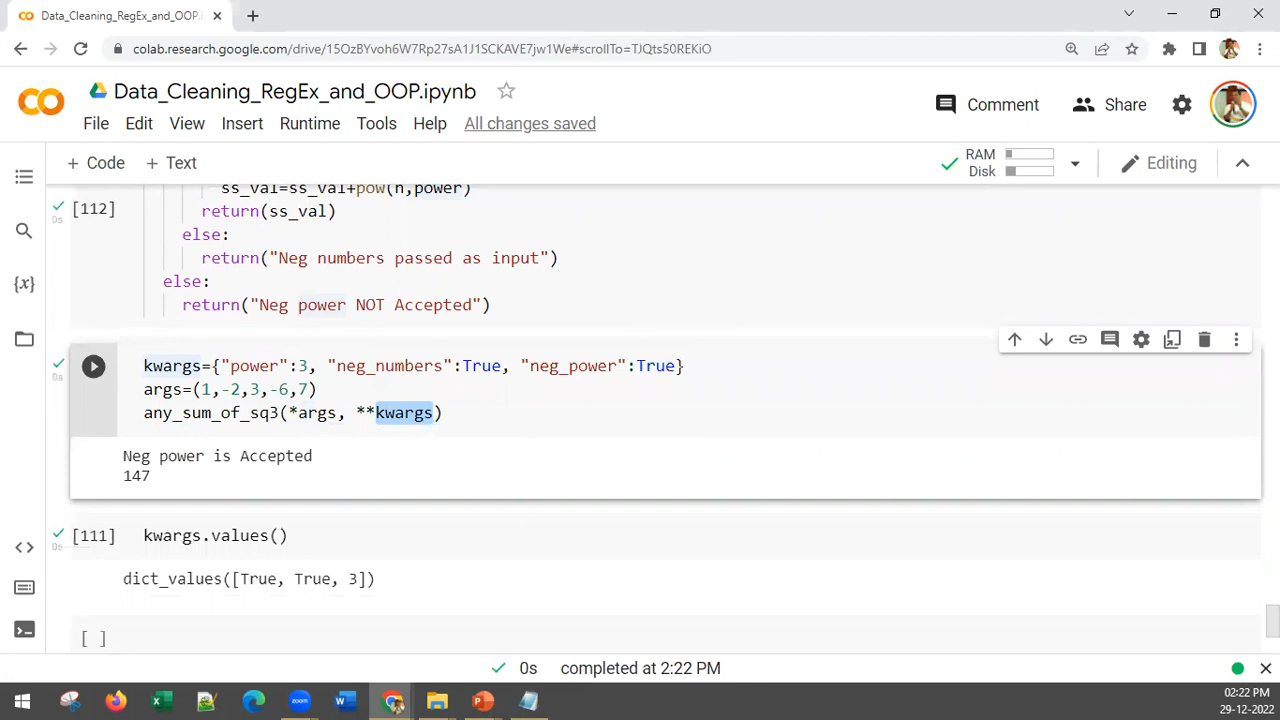 Data_Cleaning_RegEx_and_OOP.i
colab.research.google.com/drive/15OzBYvoh6W7Rp27sA1J1SCKAVE7jw1We#scrollTo=TJQts50REKiO
Data_Cleaning_RegEx_and_OOP.ipynb
Comment
Share
File Edit View Insert Runtime Tools Help All changes saved
+ Code + Text
RAM
Disk
Editing
ss_val=ss_val+pow(n,power)
[112]
0s
return(ss_val)
else:
return("Neg numbers passed as input")
else:
return("Neg power NOT Accepted")
{x}
kwargs={"power":3, "neg_numbers":True, "neg_power":True}
0s
args=(1,-2,3,-6,7)
any_sum_of_sq3(*args, **kwargs)
Neg power is Accepted
147
[111] kwargs.values()
0s
dict_values([True, True, 3])
[ ]
0s completed at 2:22 PM
zoom
02:22 PM
29-12-2022